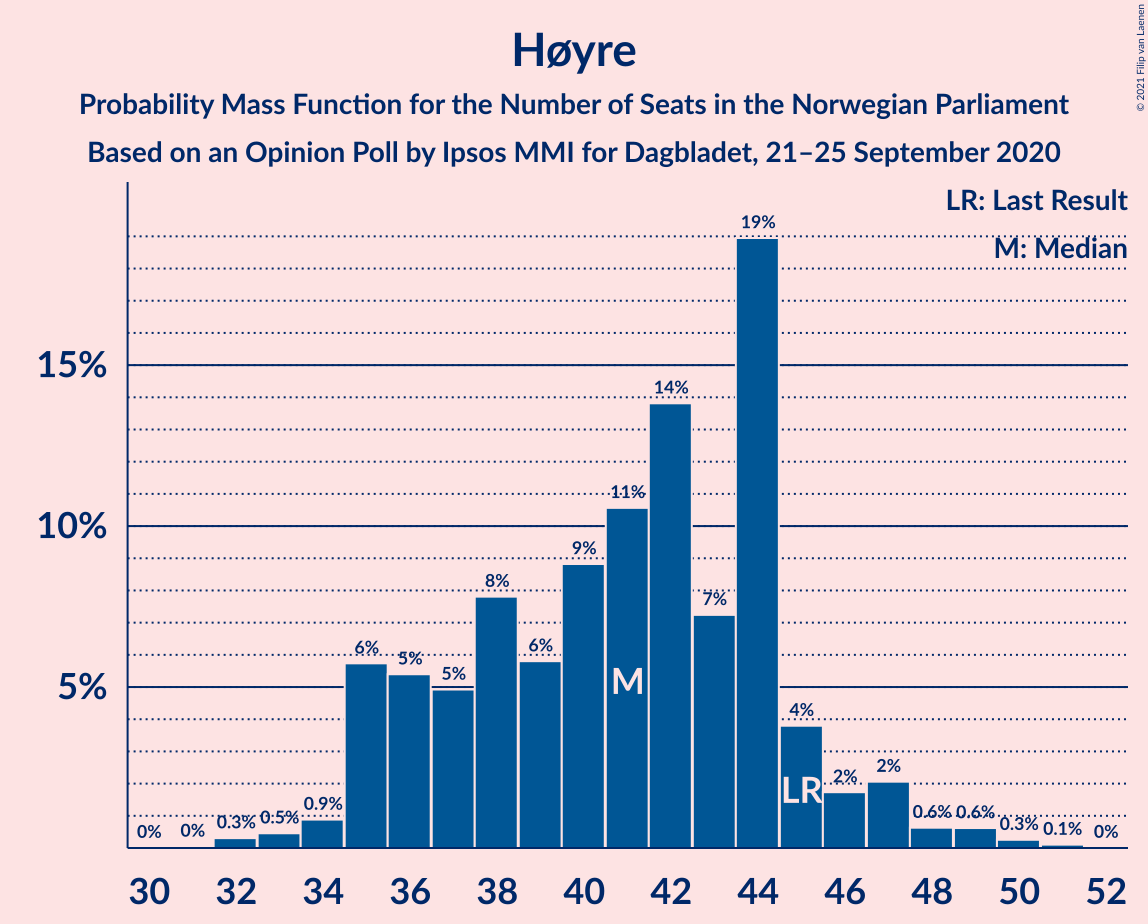 Høyre
Probability Mass Function for the Number of Seats in the Norwegian Parliament
Based on an Opinion Poll by Ipsos MMI for Dagbladet, 21–25 September 2020
© 2021 Filip van Laenen
LR: Last Result
M: Median
15%
10%
5%
0%
0%
0.3%
0.5%
0.9%
6%
5%
5%
8%
6%
9%
11%
14%
7%
19%
4%
2%
2%
0.6%
0.6%
0.3%
0.1%
0%
M
LR
30 32 34 36 38 40 42 44 46 48 50 52